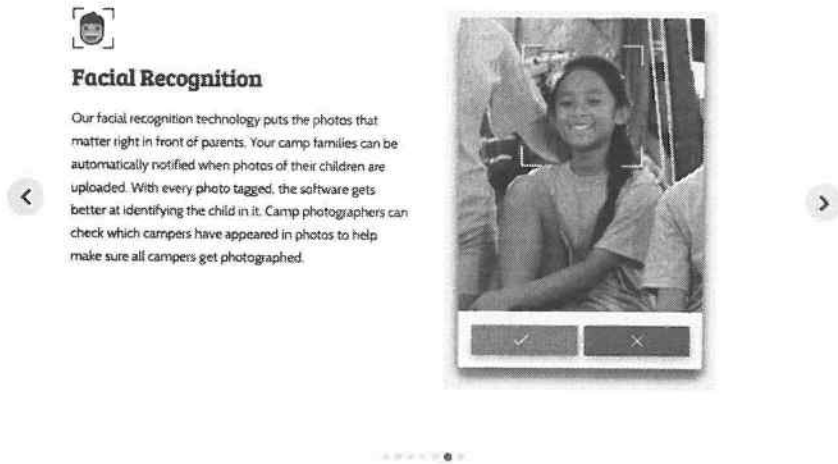 Facial Recognition
Our facial recognition technology puts the photos that
matter right in front of parents. Your camp families can be
automatically notified when photos of their children are
uploaded. With every photo tagged, the software gets
better at identifying the child in it. Camp photographers can
check which campers have appeared in photos to help
make sure all campers get photographed.